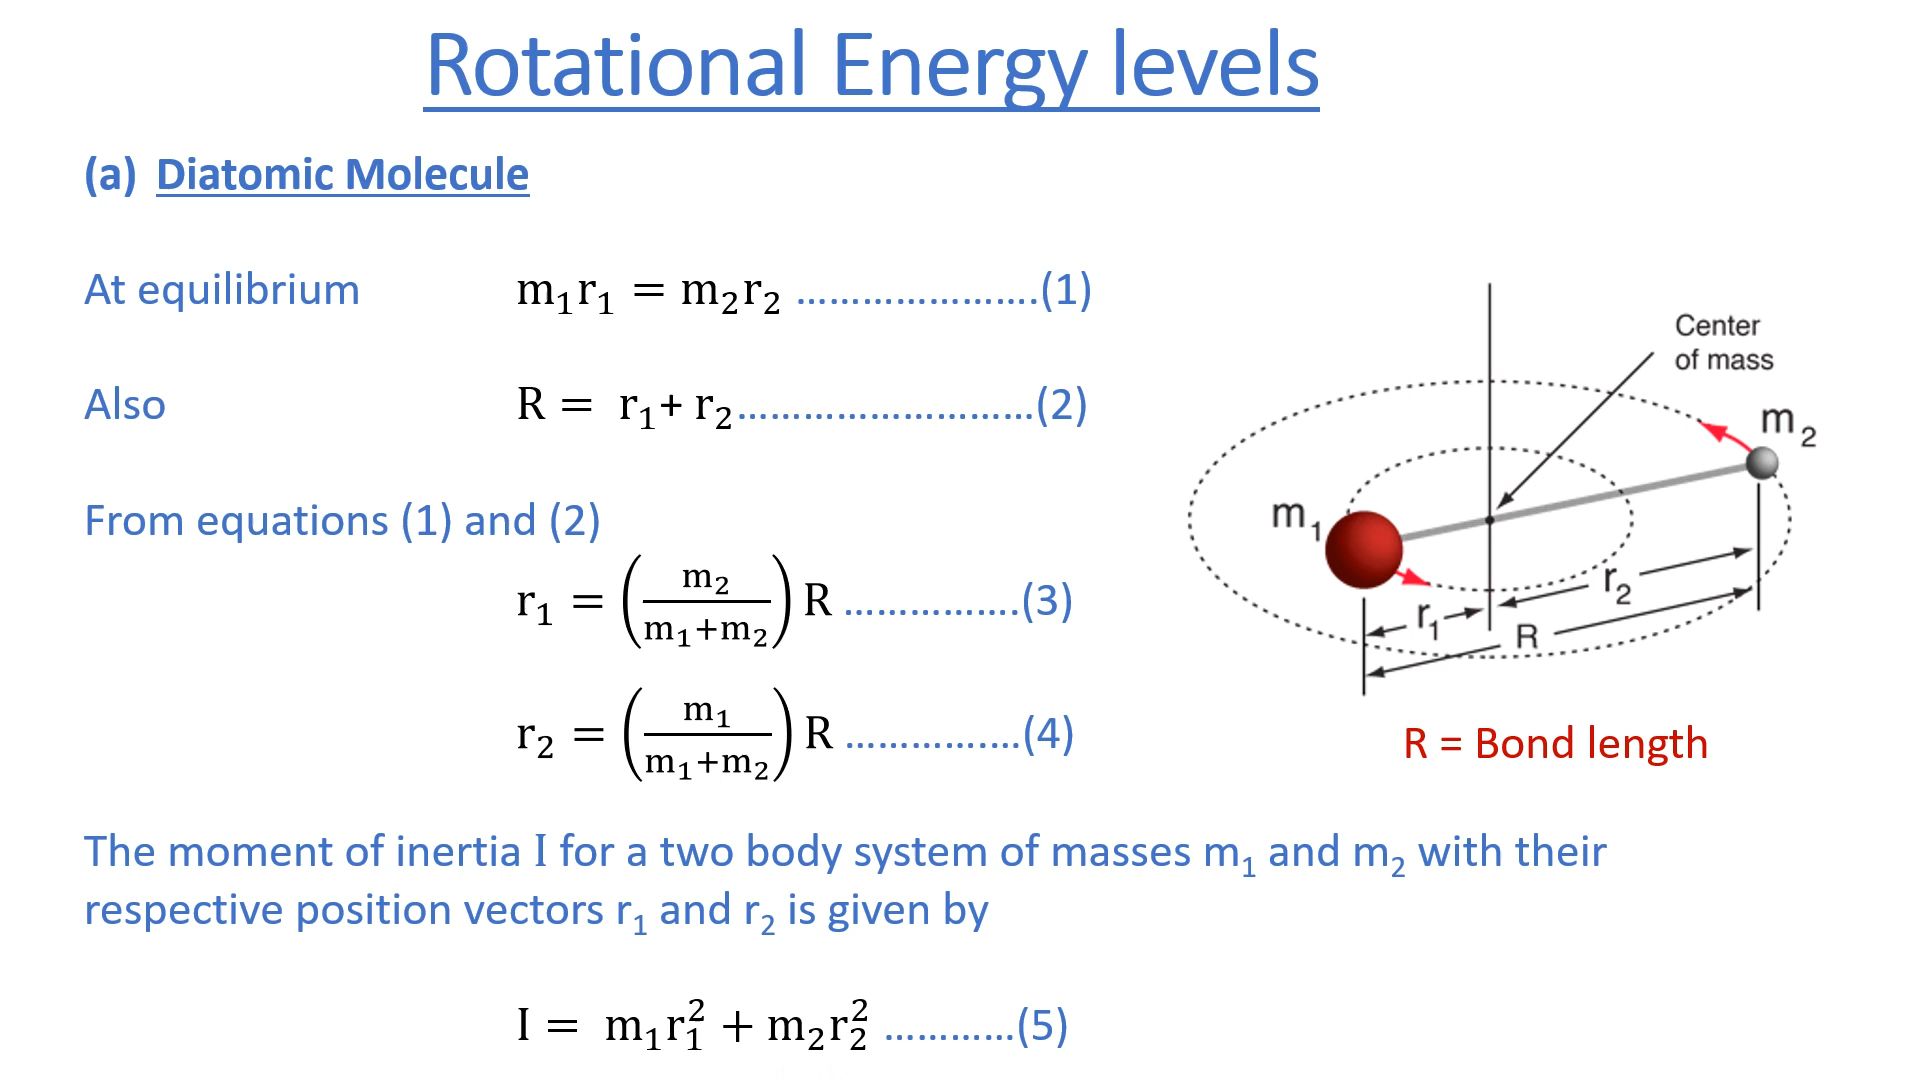 Rotational Energy levels
(a) Diatomic Molecule
At equilibrium m₁r₁ = m₂r₂ ......................(1)
Also R = r₁+ r₂...........................(2)
From equations (1) and (2)
r₁ = (m₂/m₁+m₂) R ................(3)
r₂ = (m₁/m₁+m₂) R ................(4)
The moment of inertia I for a two body system of masses m₁ and m₂ with their
respective position vectors r₁ and r₂ is given by
I = m₁r₁² + m₂r₂² ............(5)
Center
of mass
m₂
m₁
r₂
r₁
R
R = Bond length